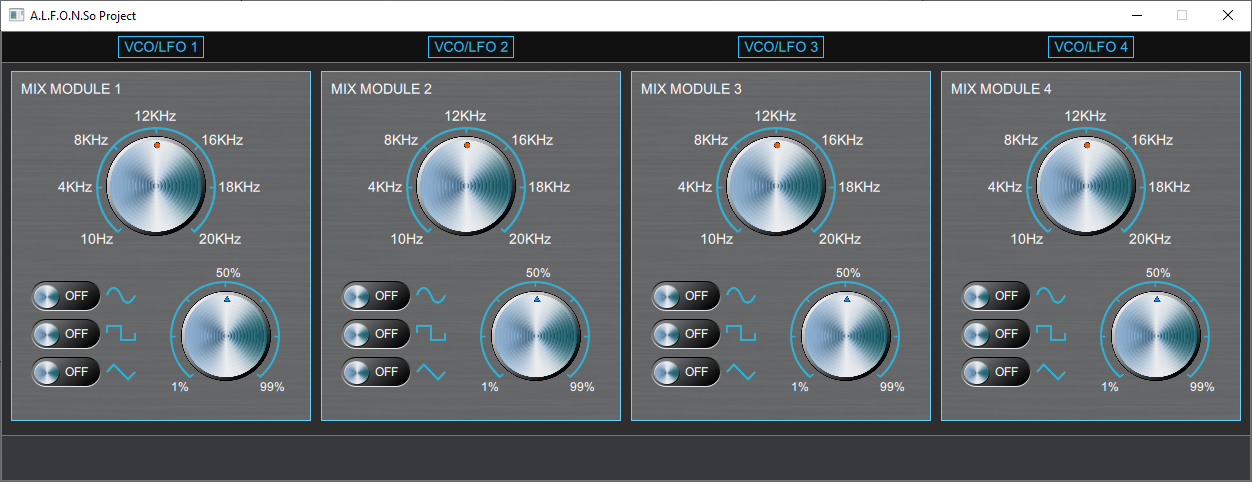 A.L.F.O.N.So Project
VCO/LFO 1
VCO/LFO 2
VCO/LFO 3
VCO/LFO 4
MIX MODULE 1
12KHz
8KHz
16KHz
4KHz
18KHz
10Hz
20KHz
50%
OFF
OFF
OFF
1%
99%
MIX MODULE 2
12KHz
8KHz
16KHz
4KHz
18KHz
10Hz
20KHz
50%
OFF
OFF
OFF
1%
99%
MIX MODULE 3
12KHz
8KHz
16KHz
4KHz
18KHz
10Hz
20KHz
50%
OFF
OFF
OFF
1%
99%
MIX MODULE 4
12KHz
8KHz
16KHz
4KHz
18KHz
10Hz
20KHz
50%
OFF
OFF
OFF
1%
99%